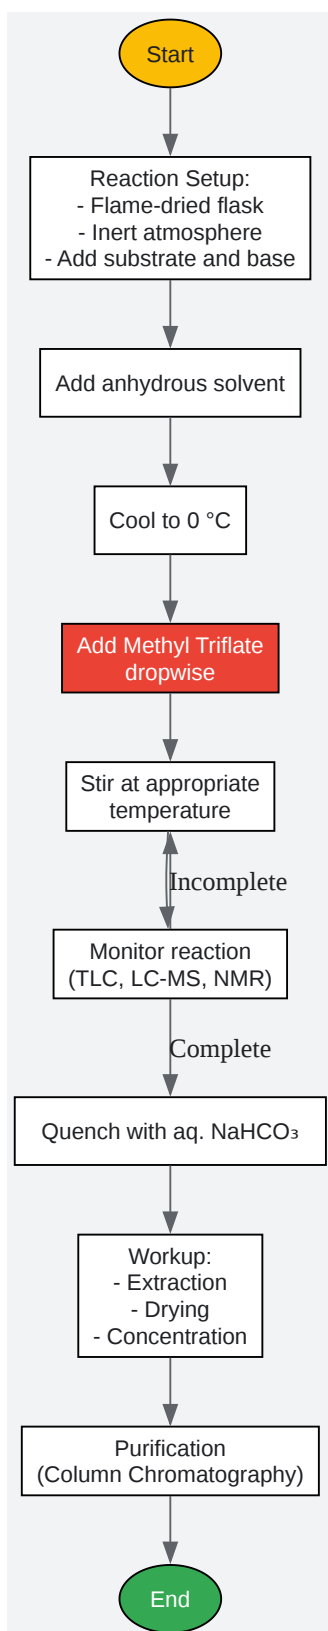 Start
Reaction Setup:
- Flame-dried flask
- Inert atmosphere
- Add substrate and base
Add anhydrous solvent
Cool to 0 °C
Add Methyl Triflate
dropwise
Stir at appropriate
temperature
Incomplete
Monitor reaction
(TLC, LC-MS, NMR)
Complete
Quench with aq. NaHCO₃
Workup:
- Extraction
- Drying
- Concentration
Purification
(Column Chromatography)
End